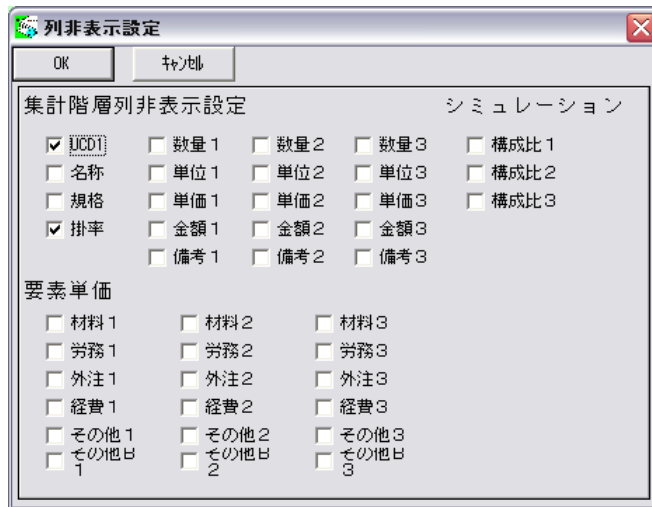 列非表示設定
OK ｷｬﾝｾﾙ
集計階層列非表示設定 シミュレーション
UCD1 数量１ 数量２ 数量３ 構成比１
名称 単位１ 単位２ 単位３ 構成比２
規格 単価１ 単価２ 単価３ 構成比３
掛率 金額１ 金額２ 金額３
備考１ 備考２ 備考３
要素単価
材料１ 材料２ 材料３
労務１ 労務２ 労務３
外注１ 外注２ 外注３
経費１ 経費２ 経費３
その他１ その他２ その他３
その他B その他B その他B
１ ２ ３